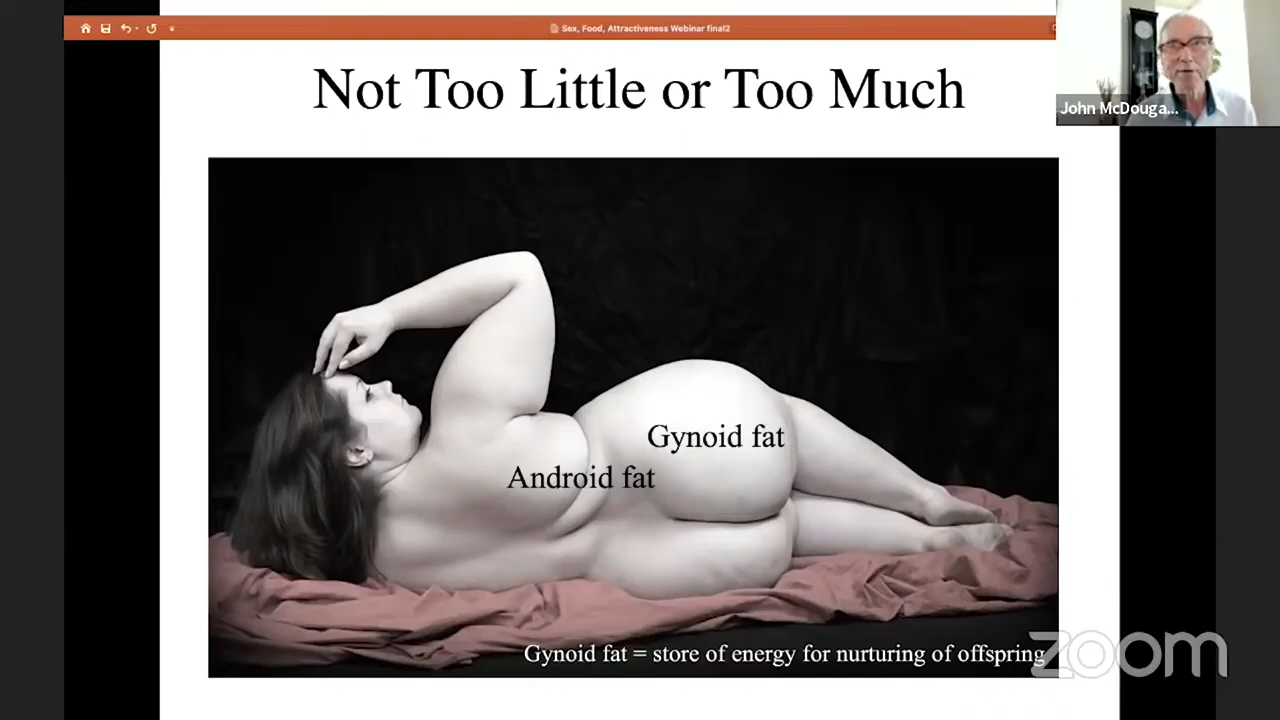 Sex, Food, Attractiveness Webinar final2
Not Too Little or Too Much
John McDouga...
Gynoid fat
Android fat
Gynoid fat = store of energy for nurturing of offspring
zoom